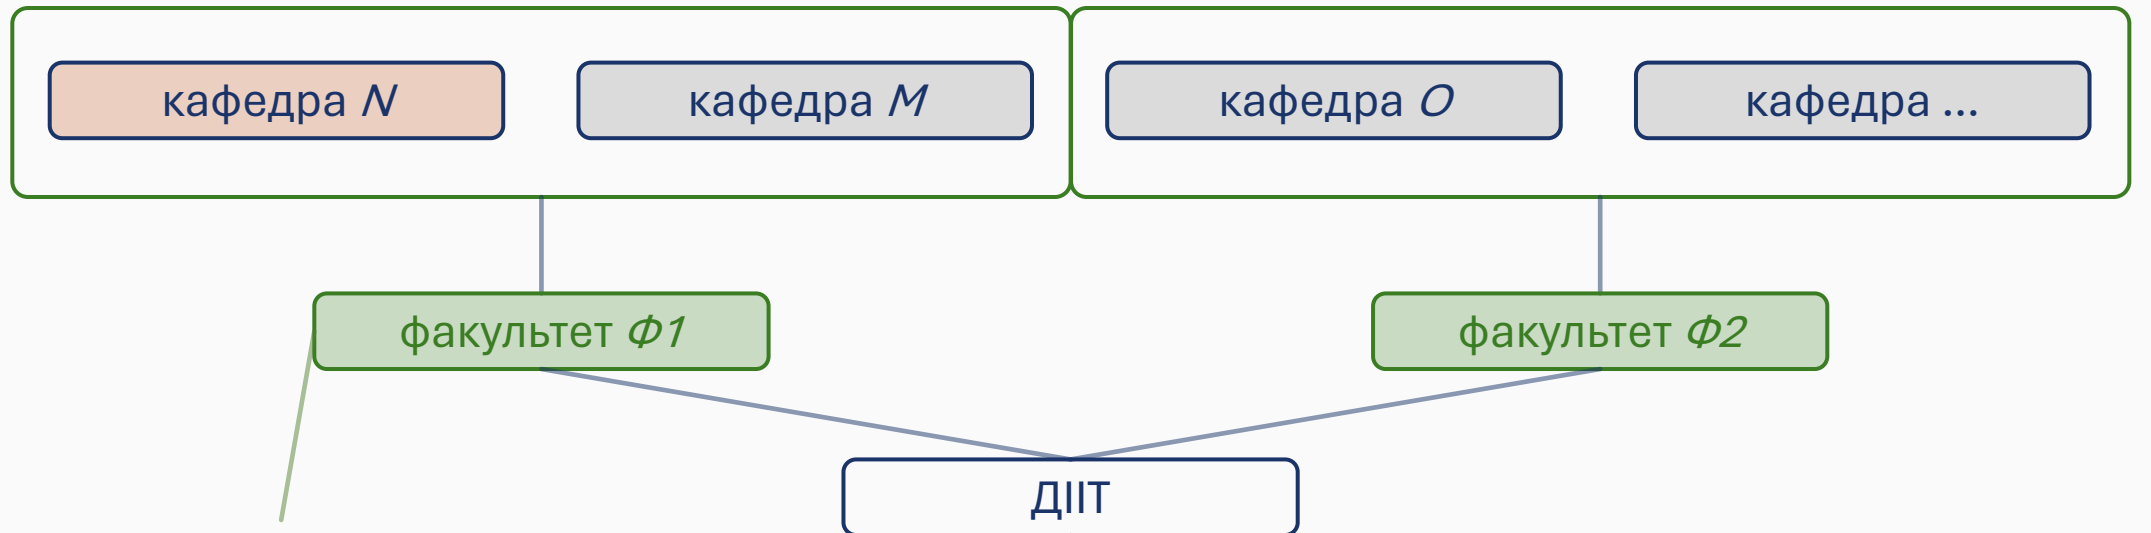 кафедра N
кафедра M
кафедра O
кафедра ...
факультет Ф1
факультет Ф2
ДІІТ